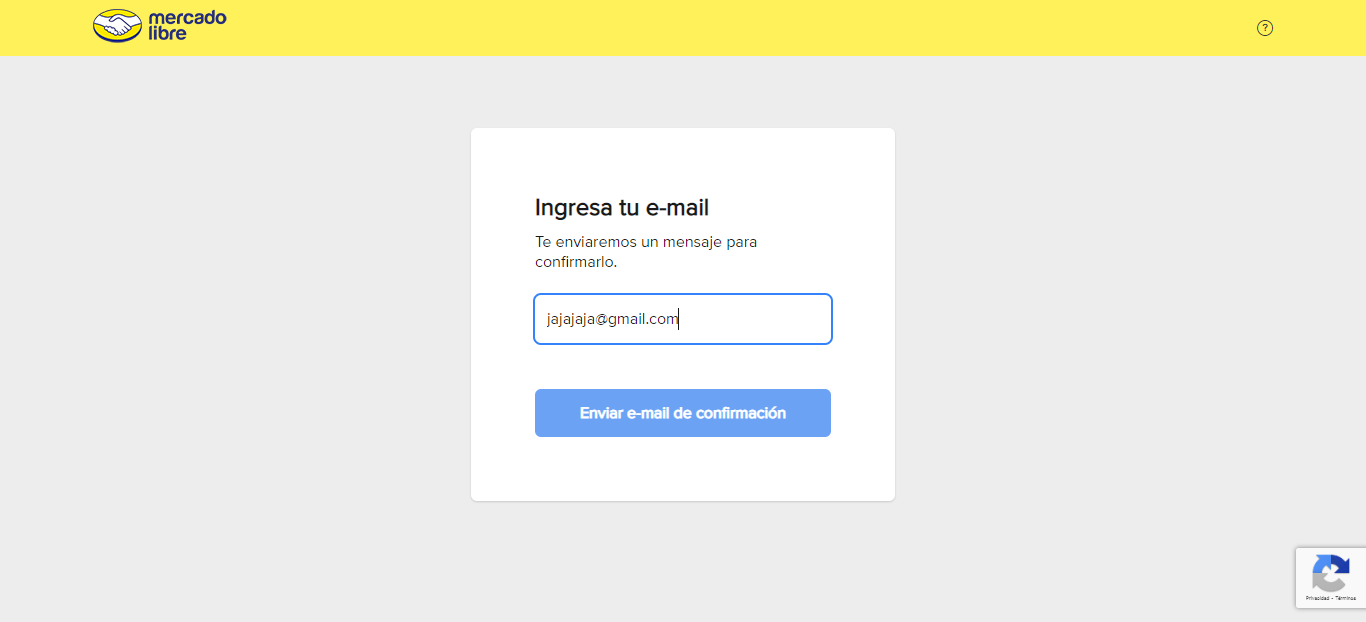 mercado
libre
?
Ingresa tu e-mail
Te enviaremos un mensaje para
confirmarlo.
jajajaja@gmail.com
Enviar e-mail de confirmación
Privacidad - Términos